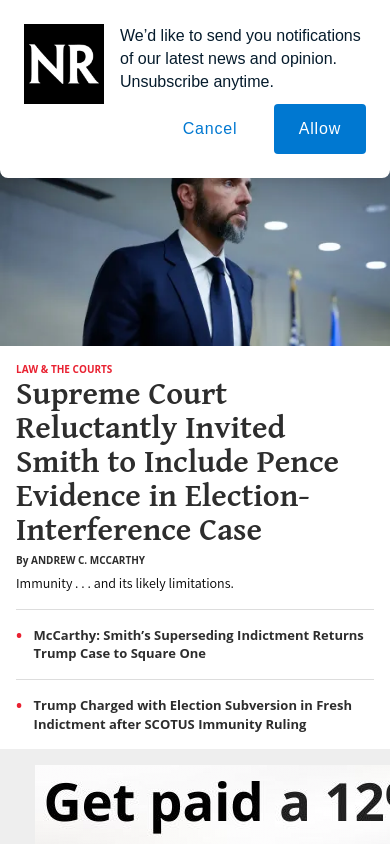 NR
We’d like to send you notifications
of our latest news and opinion.
Unsubscribe anytime.
Cancel
Allow
LAW & THE COURTS
Supreme Court
Reluctantly Invited
Smith to Include Pence
Evidence in Election-
Interference Case
By ANDREW C. MCCARTHY
Immunity . . . and its likely limitations.
• McCarthy: Smith’s Superseding Indictment Returns
Trump Case to Square One
• Trump Charged with Election Subversion in Fresh
Indictment after SCOTUS Immunity Ruling
Get paid a 12